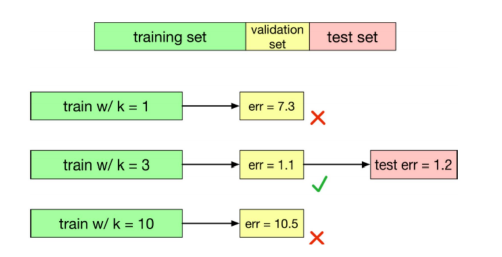 training set
validation
set
test set
train w/ k = 1
err = 7.3
train w/ k = 3
err = 1.1
test err = 1.2
train w/ k = 10
err = 10.5